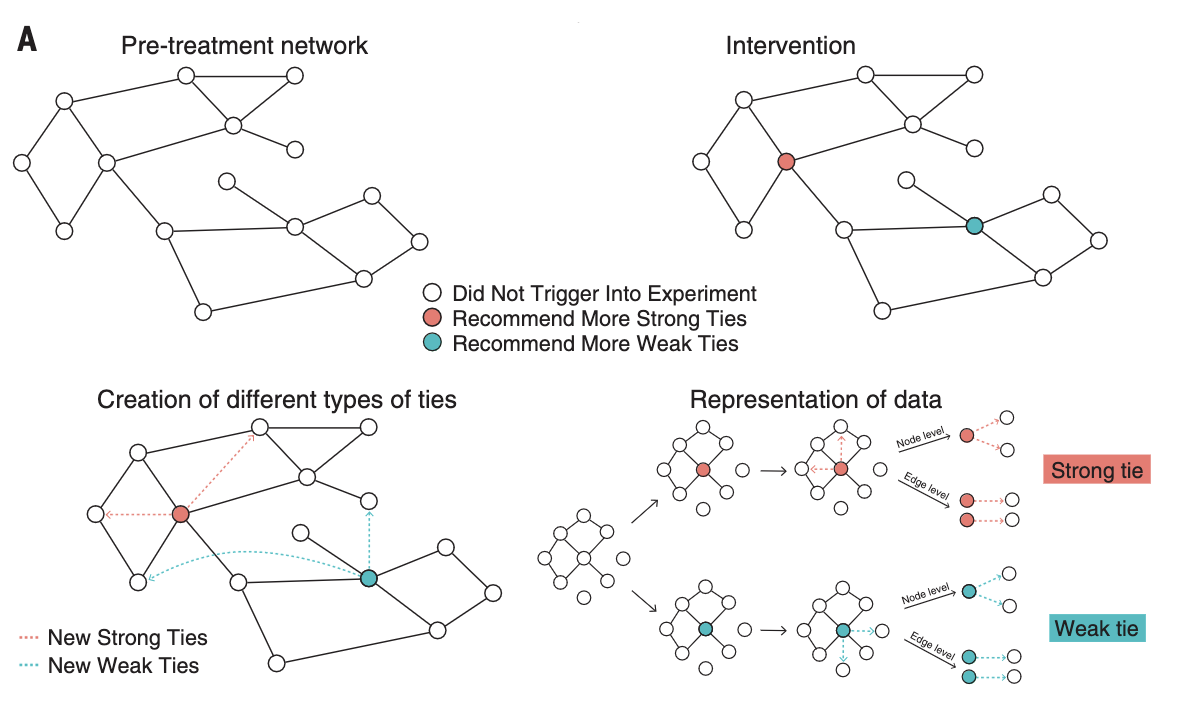 A
Pre-treatment network
Intervention
Did Not Trigger Into Experiment
Recommend More Strong Ties
Recommend More Weak Ties
Creation of different types of ties
New Strong Ties
New Weak Ties
Representation of data
Node level
Edge level
Strong tie
Node level
Edge level
Weak tie